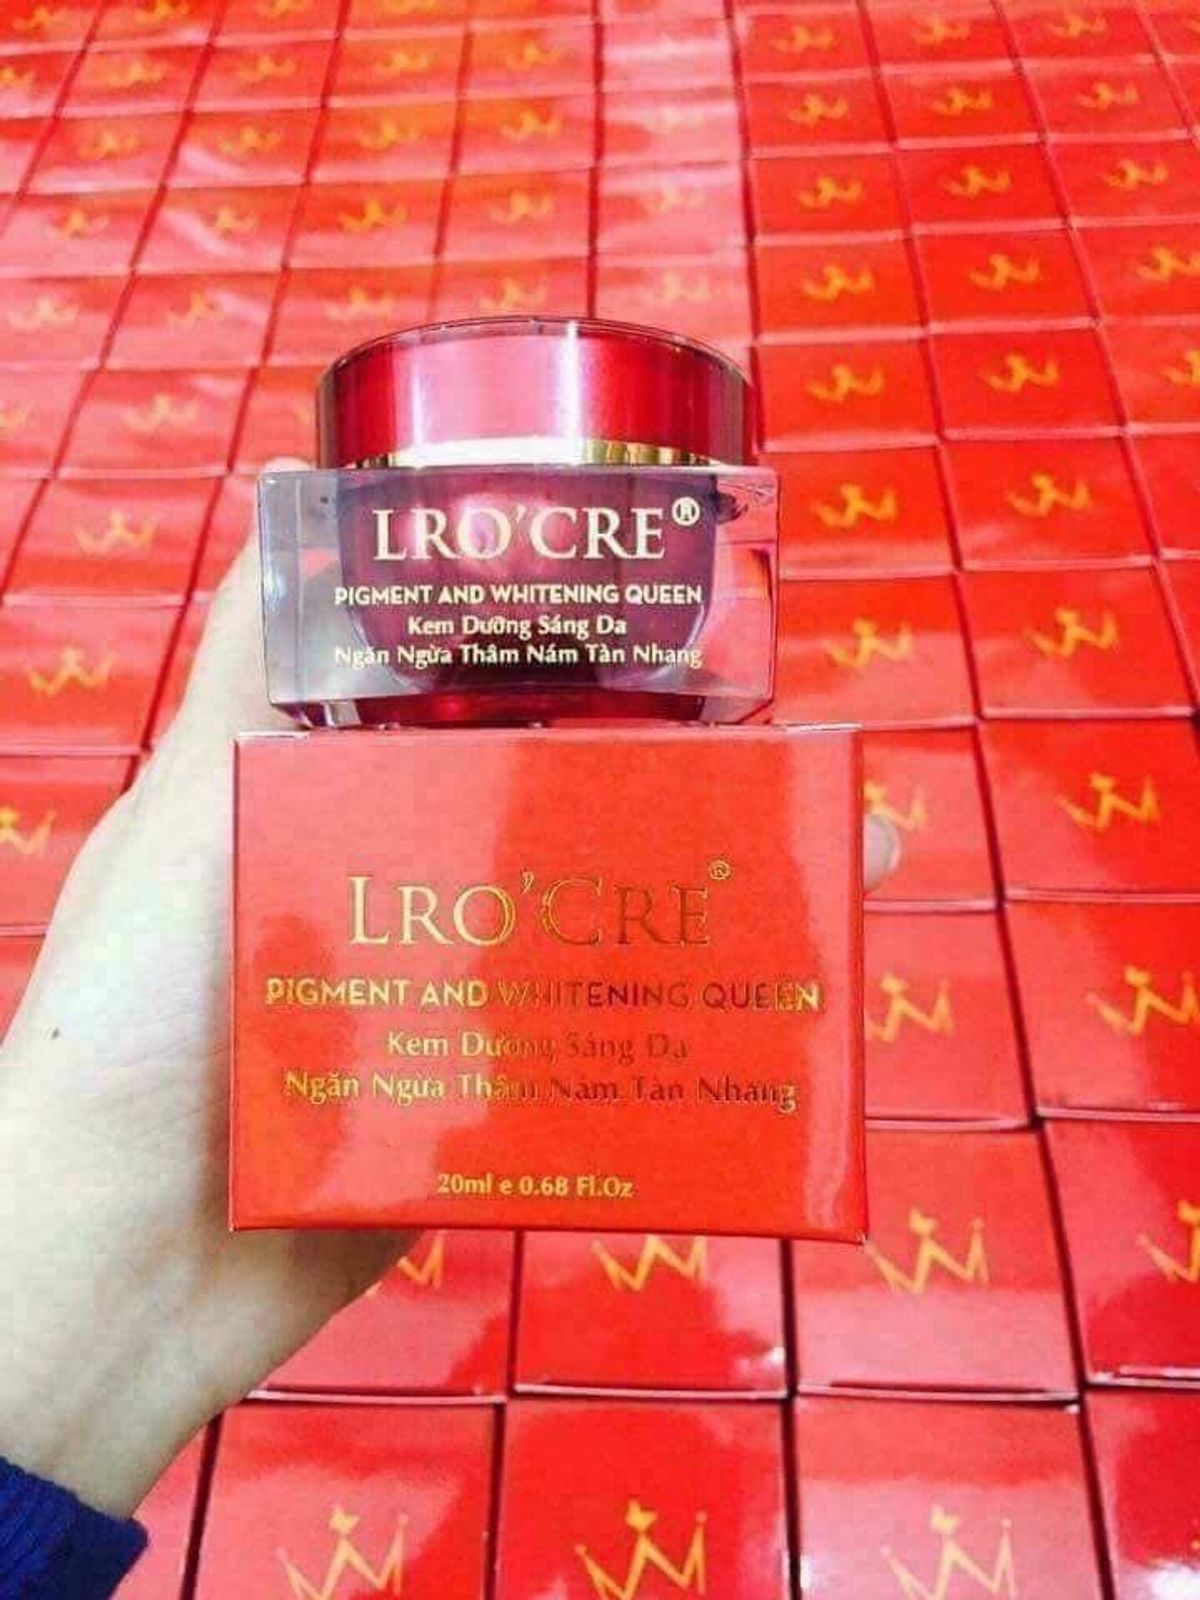 LRO'CRE®
PIGMENT AND WHITENING QUEEN
Kem Dưỡng Sáng Da
Ngăn Ngừa Thâm Nám Tàn Nhang
LRO'CRE®
PIGMENT AND WHITENING QUEEN
Kem Dưỡng Sáng Da
Ngăn Ngừa Thâm Nám Tàn Nhang
20ml e 0.68 Fl.Oz